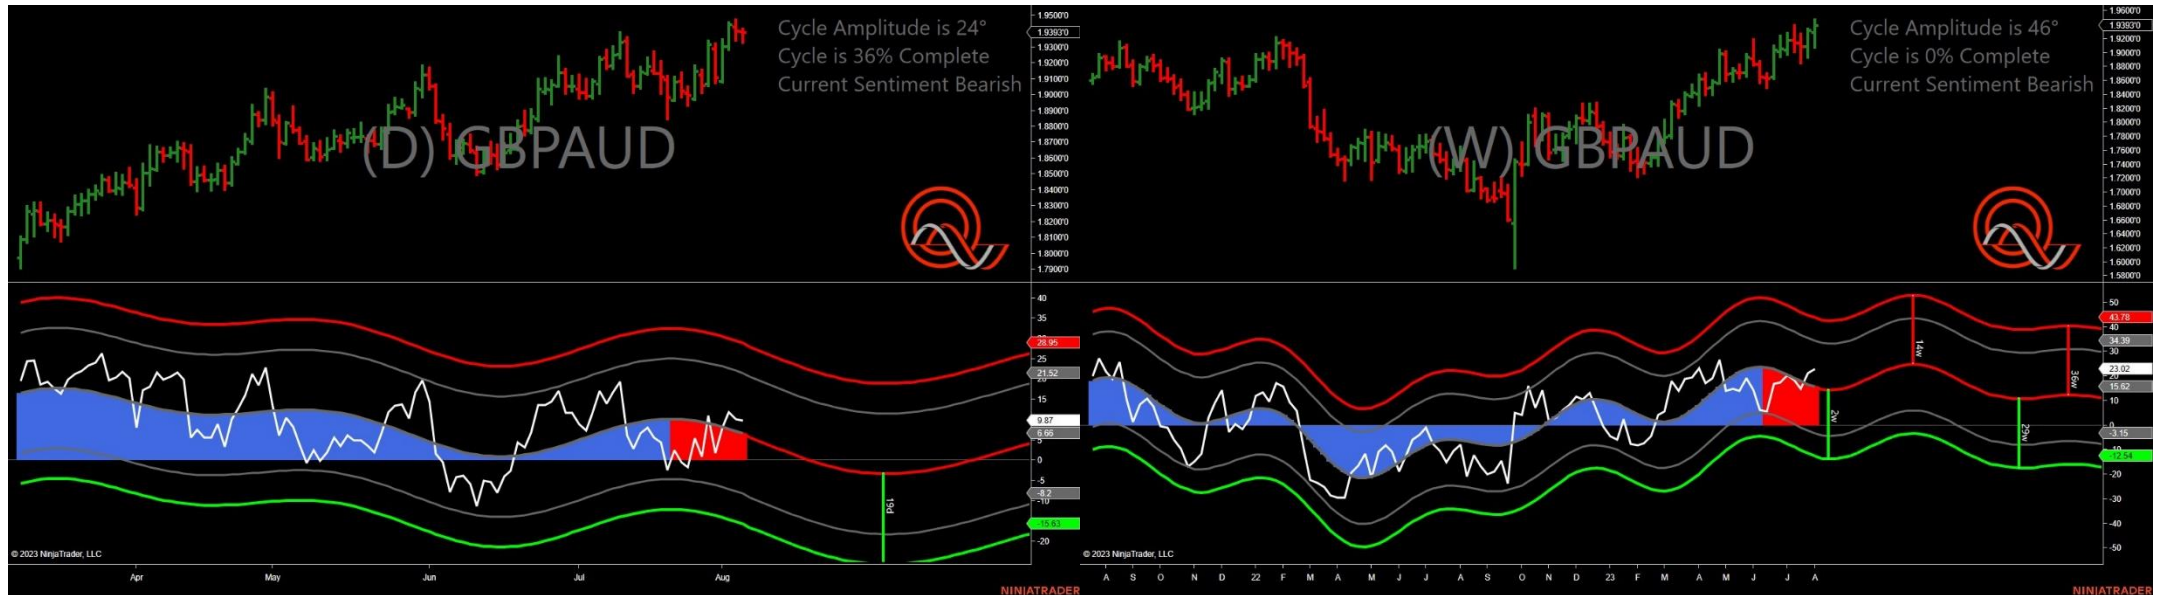 Cycle Amplitude is 24°
Cycle is 36% Complete
Current Sentiment Bearish
(D) GBPAUD
1.9500'0
1.9393'0
1.9300'0
1.9200'0
1.9100'0
1.9000'0
1.8900'0
1.8800'0
1.8700'0
1.8600'0
1.8500'0
1.8400'0
1.8300'0
1.8200'0
1.8100'0
1.8000'0
1.7900'0
40
35
28.95
25
21.52
15
9.87
6.66
0
-5
-8.2
-10
-15.63
-20
19d
© 2023 NinjaTrader, LLC
Apr
May
Jun
Jul
Aug
NINJATRADER
Cycle Amplitude is 46°
Cycle is 0% Complete
Current Sentiment Bearish
(W) GBPAUD
1.9600'0
1.9393'0
1.9200'0
1.9000'0
1.8800'0
1.8600'0
1.8400'0
1.8200'0
1.8000'0
1.7800'0
1.7600'0
1.7400'0
1.7200'0
1.7000'0
1.6800'0
1.6600'0
1.6400'0
1.6200'0
1.6000'0
1.5800'0
50
43.78
40
34.39
30
23.02
15.62
10
-3.15
-12.54
-20
-30
-40
-50
2w
14w
29w
36w
© 2023 NinjaTrader, LLC
A S O N D 22 F M A M J J A S O N D 23 F M A M J J A
NINJATRADER